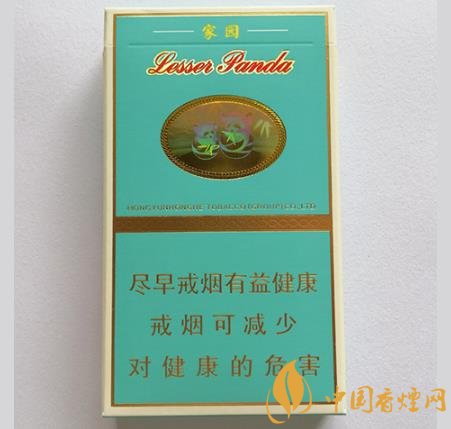 家园
Lesser Panda
HONGYUNHONGHE TOBACCO (GROUP) CO., LTD
尽早戒烟有益健康
戒烟可减少
对健康的危害
中国香烟网